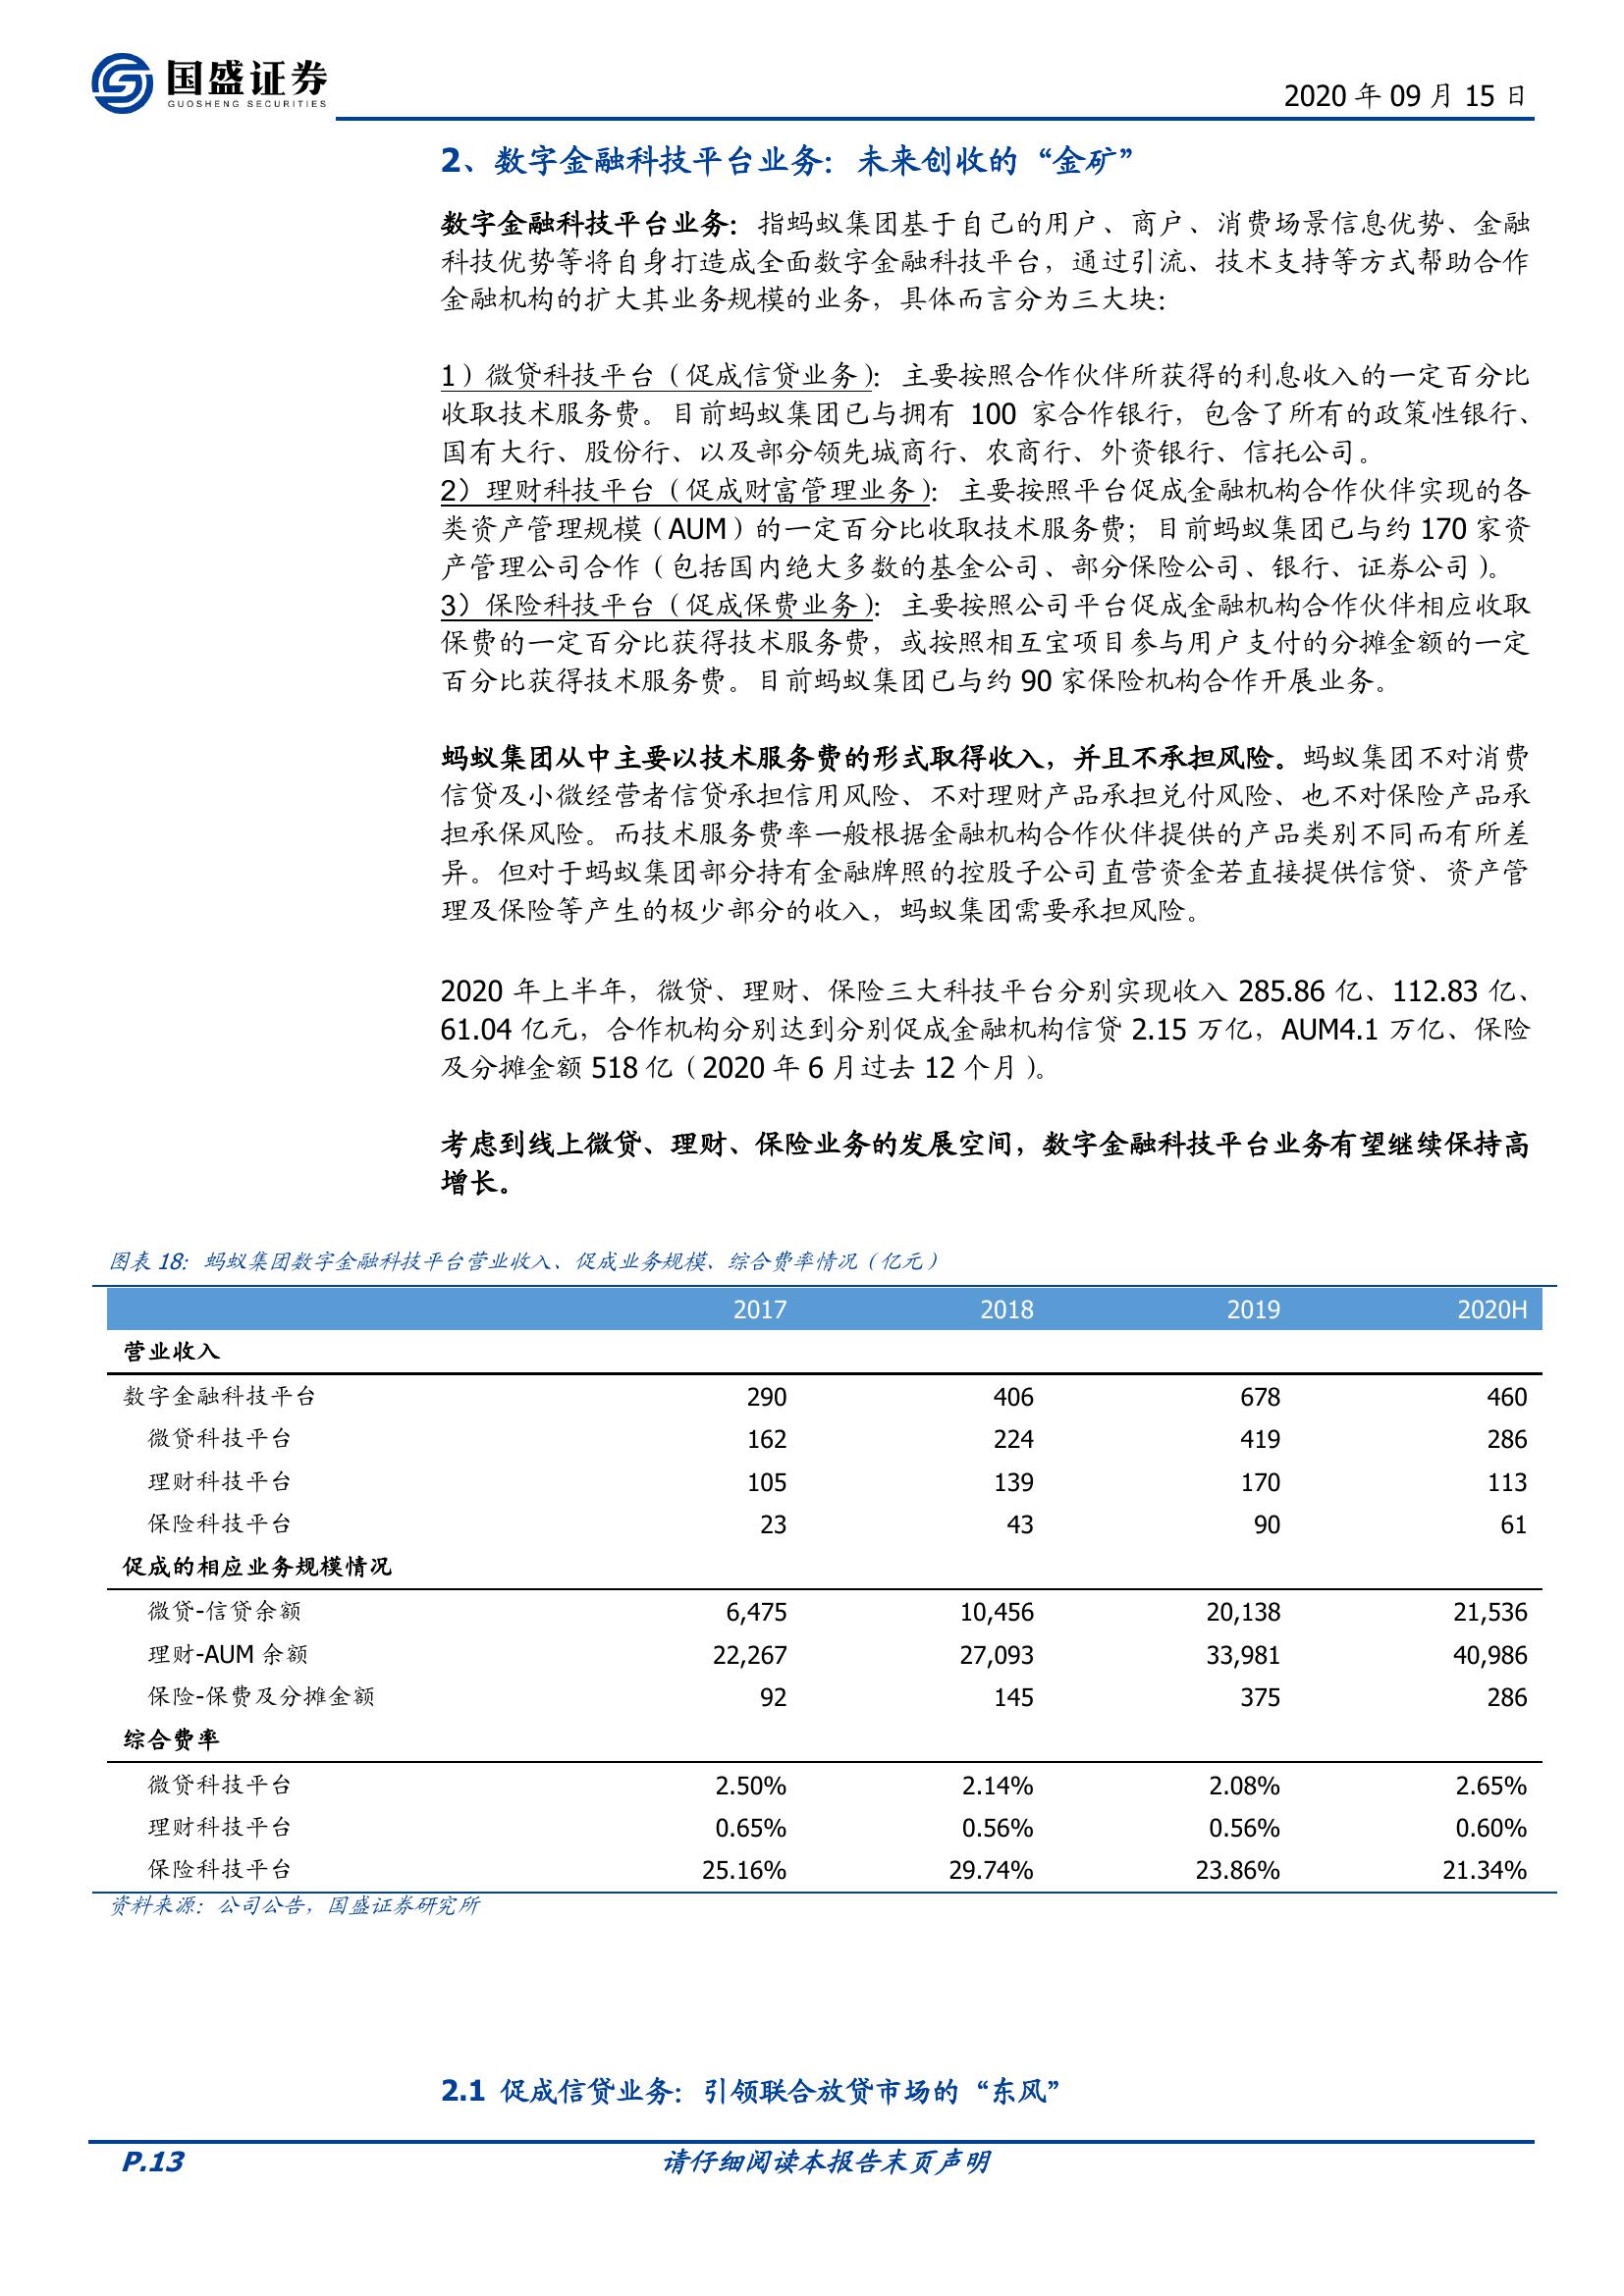 国盛证券
GUOSHENG SECURITIES
2020 年 09 月 15 日
2、数字金融科技平台业务：未来创收的“金矿”
数字金融科技平台业务：指蚂蚁集团基于自己的用户、商户、消费场景信息优势、金融
科技优势等将自身打造成全面数字金融科技平台，通过引流、技术支持等方式帮助合作
金融机构的扩大其业务规模的业务，具体而言分为三大块：
1）微贷科技平台（促成信贷业务）：主要按照合作伙伴所获得的利息收入的一定百分比
收取技术服务费。目前蚂蚁集团已与拥有 100 家合作银行，包含了所有的政策性银行、
国有大行、股份行、以及部分领先城商行、农商行、外资银行、信托公司。
2）理财科技平台（促成财富管理业务）：主要按照平台促成金融机构合作伙伴实现的各
类资产管理规模（AUM）的一定百分比收取技术服务费；目前蚂蚁集团已与约 170 家资
产管理公司合作（包括国内绝大多数的基金公司、部分保险公司、银行、证券公司）。
3）保险科技平台（促成保费业务）：主要按照公司平台促成金融机构合作伙伴相应收取
保费的一定百分比获得技术服务费，或按照相互宝项目参与用户支付的分摊金额的一定
百分比获得技术服务费。目前蚂蚁集团已与约 90 家保险机构合作开展业务。
蚂蚁集团从中主要以技术服务费的形式取得收入，并且不承担风险。蚂蚁集团不对消费
信贷及小微经营者信贷承担信用风险、不对理财产品承担兑付风险、也不对保险产品承
担承保风险。而技术服务费率一般根据金融机构合作伙伴提供的产品类别不同而有所差
异。但对于蚂蚁集团部分持有金融牌照的控股子公司直营资金若直接提供信贷、资产管
理及保险等产生的极少部分的收入，蚂蚁集团需要承担风险。
2020 年上半年，微贷、理财、保险三大科技平台分别实现收入 285.86 亿、112.83 亿、
61.04 亿元，合作机构分别达到分别促成金融机构信贷 2.15 万亿，AUM4.1 万亿、保险
及分摊金额 518 亿（2020 年 6 月过去 12 个月）。
考虑到线上微贷、理财、保险业务的发展空间，数字金融科技平台业务有望继续保持高
增长。
图表 18：蚂蚁集团数字金融科技平台营业收入、促成业务规模、综合费率情况（亿元）
2017 2018 2019 2020H
营业收入
数字金融科技平台 290 406 678 460
微贷科技平台 162 224 419 286
理财科技平台 105 139 170 113
保险科技平台 23 43 90 61
促成的相应业务规模情况
微贷-信贷余额 6,475 10,456 20,138 21,536
理财-AUM 余额 22,267 27,093 33,981 40,986
保险-保费及分摊金额 92 145 375 286
综合费率
微贷科技平台 2.50% 2.14% 2.08% 2.65%
理财科技平台 0.65% 0.56% 0.56% 0.60%
保险科技平台 25.16% 29.74% 23.86% 21.34%
资料来源：公司公告，国盛证券研究所
2.1 促成信贷业务：引领联合放贷市场的“东风”
P.13 请仔细阅读本报告末页声明